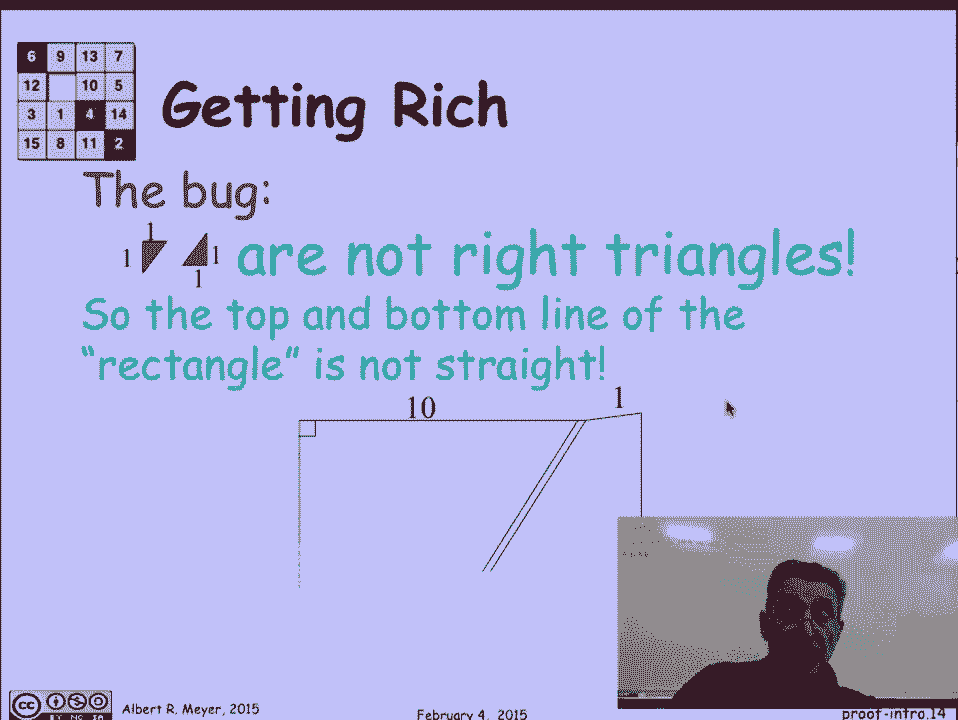 6 9 13 7
12 10 5
3 1 4 14
15 8 11 2
Getting Rich
The bug:
1
1 1 are not right triangles!
1
So the top and bottom line of the
“rectangle” is not straight!
10 1
cc BY NC SA
Albert R. Meyer, 2015
February 4, 2015
proof-intro.14